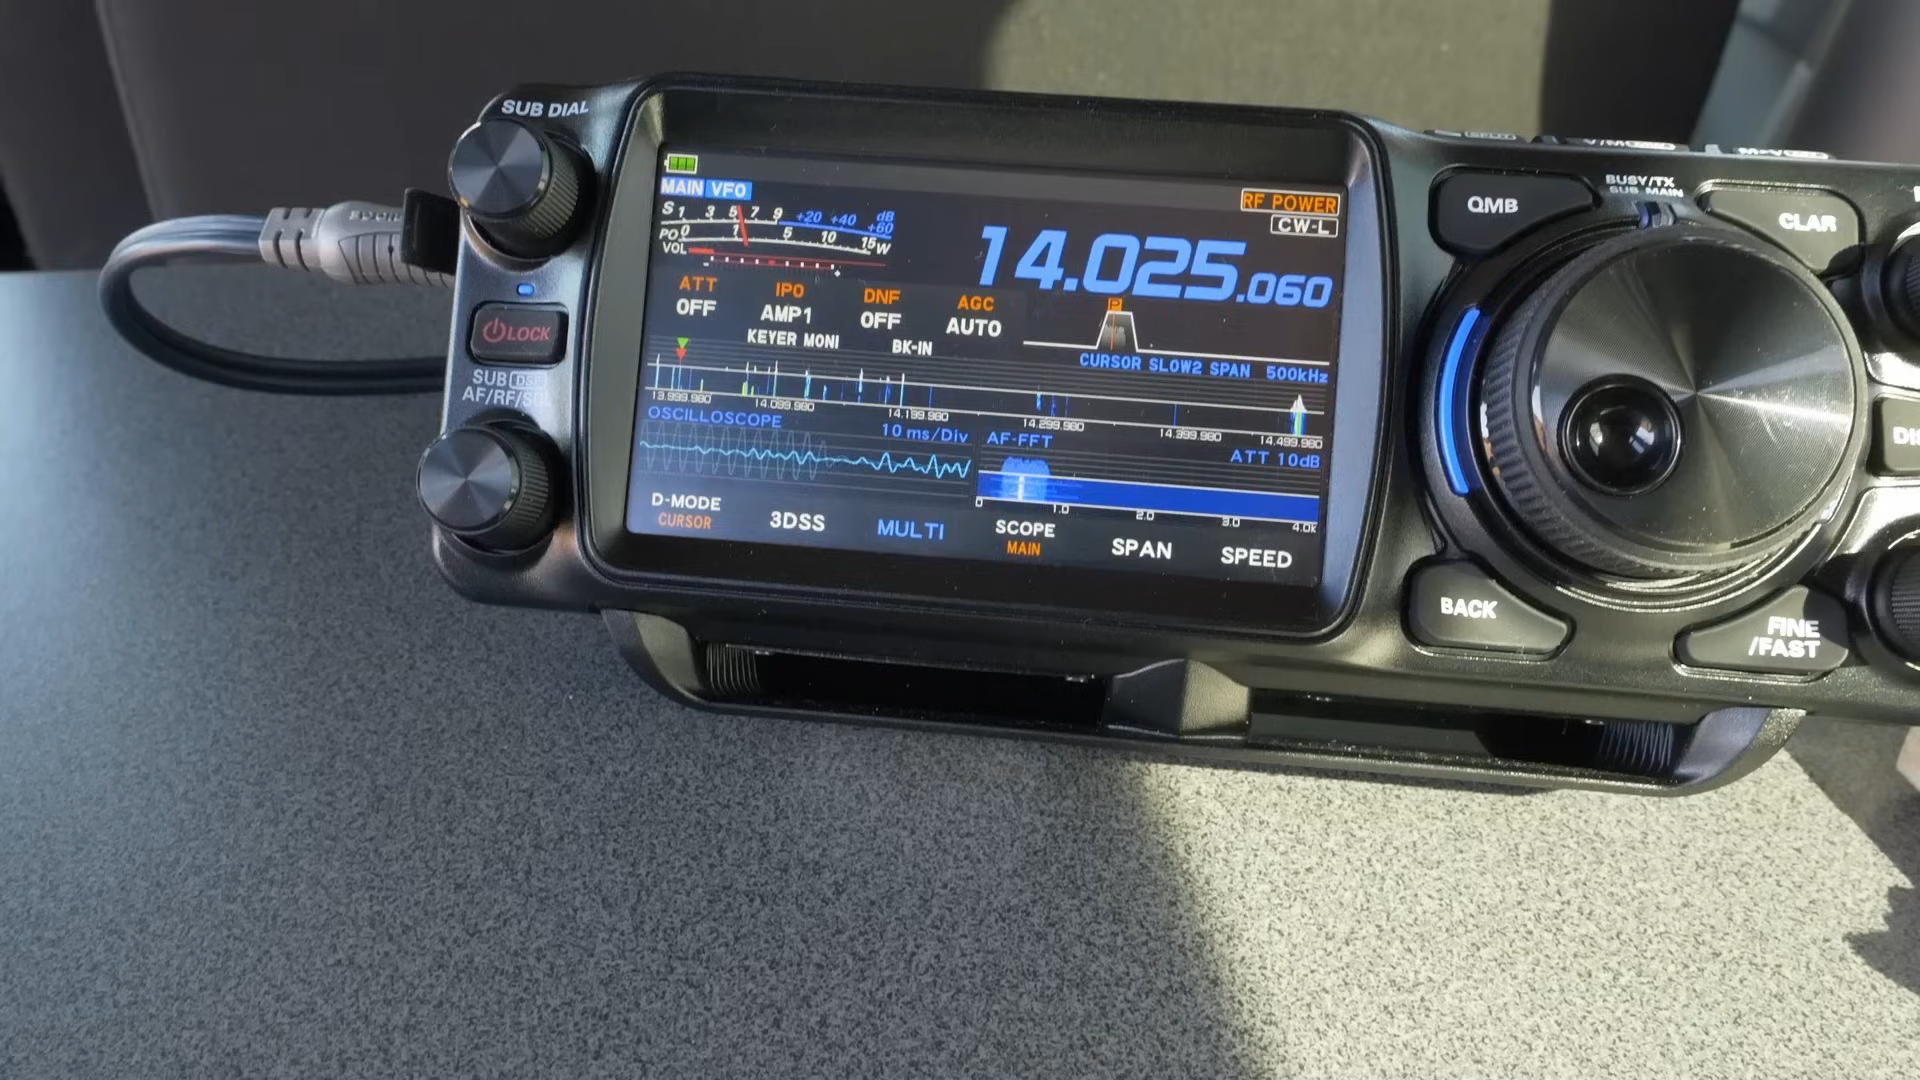 SUB DIAL
MAIN VFO
S 1 3 5 7 9 +20 +40 +60 dB
PO 0 1 5 10 15 W
VOL
RF POWER
CW-L
14.025.060
ATT
OFF
IPO
AMP1
DNF
OFF
AGC
AUTO
KEYER MONI
BK-IN
P
CURSOR SLOW2 SPAN 500kHz
13.999.980 14.099.980 14.199.980 14.299.980 14.399.980 14.499.980
OSCILLOSCOPE
10 ms/Div
AF-FFT
ATT 10dB
0 1.0 2.0 3.0 4.0k
D-MODE
CURSOR
3DSS
MULTI
SCOPE
MAIN
SPAN
SPEED
LOCK
SUB
AF/RF/SQL
QMB
BUSY/TX
SUB MAIN
CLAR
BACK
FINE
/FAST